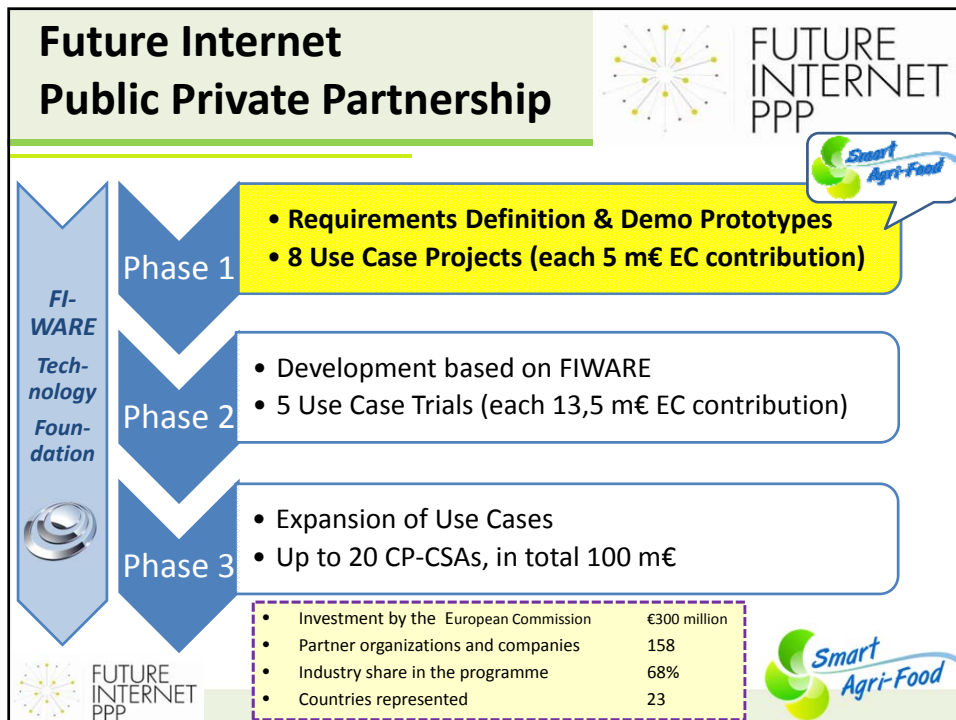 Future Internet
Public Private Partnership
FUTURE
INTERNET
PPP
Smart
Agri-Food
FI-
WARE
Tech-
nology
Foun-
dation
Phase 1
• Requirements Definition & Demo Prototypes
• 8 Use Case Projects (each 5 m€ EC contribution)
Phase 2
• Development based on FIWARE
• 5 Use Case Trials (each 13,5 m€ EC contribution)
Phase 3
• Expansion of Use Cases
• Up to 20 CP-CSAs, in total 100 m€
• Investment by the European Commission €300 million
• Partner organizations and companies 158
• Industry share in the programme 68%
• Countries represented 23
FUTURE
INTERNET
PPP
Smart
Agri-Food